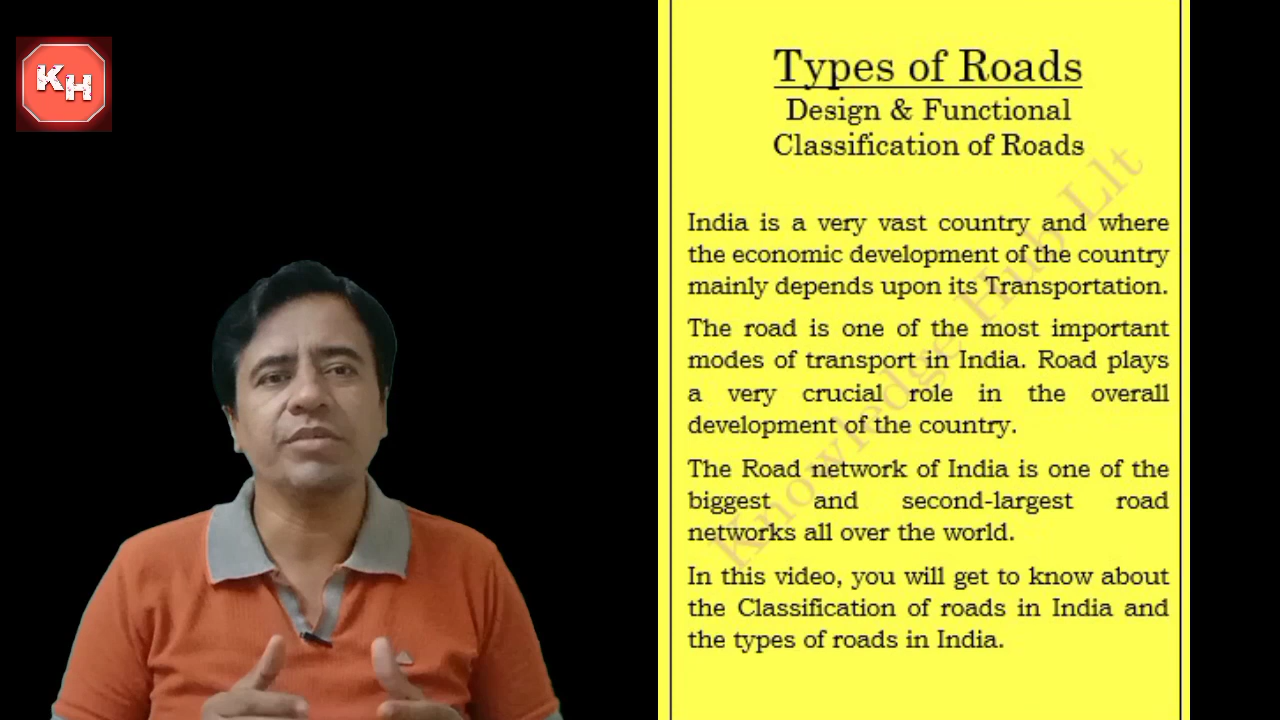 KH
Types of Roads
Design & Functional
Classification of Roads
India is a very vast country and where
the economic development of the country
mainly depends upon its Transportation.
The road is one of the most important
modes of transport in India. Road plays
a very crucial role in the overall
development of the country.
The Road network of India is one of the
biggest and second-largest road
networks all over the world.
In this video, you will get to know about
the Classification of roads in India and
the types of roads in India.
Knowledge Hub Llt